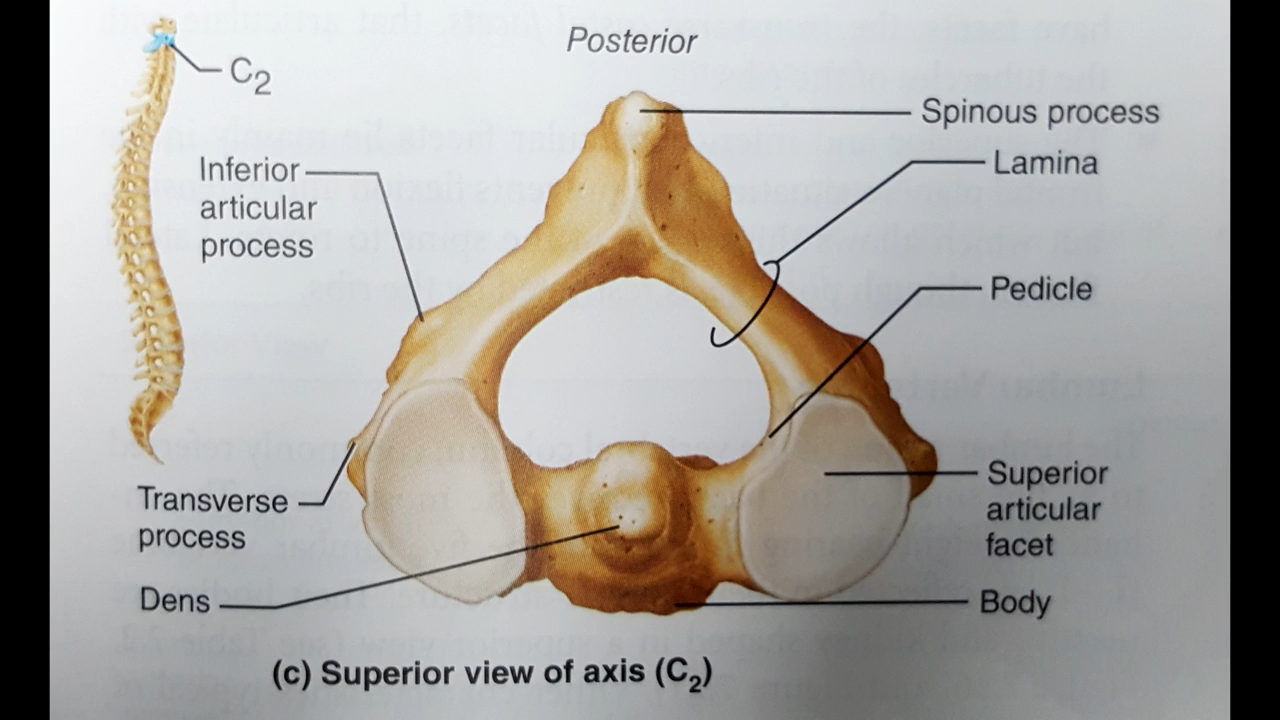 Posterior
C2
Spinous process
Lamina
Inferior
articular
process
Pedicle
Transverse
process
Superior
articular
facet
Dens
Body
(c) Superior view of axis (C2)